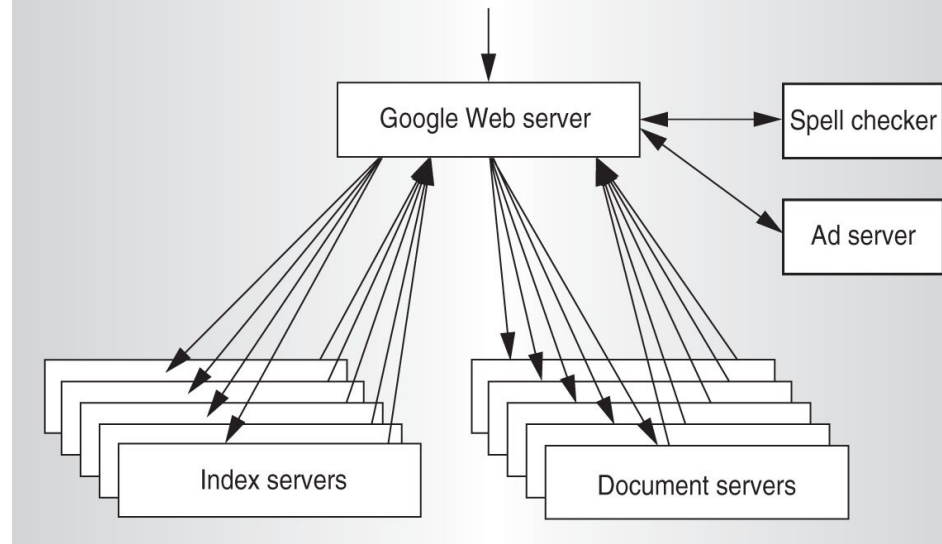 Google Web server
Spell checker
Ad server
Index servers
Document servers